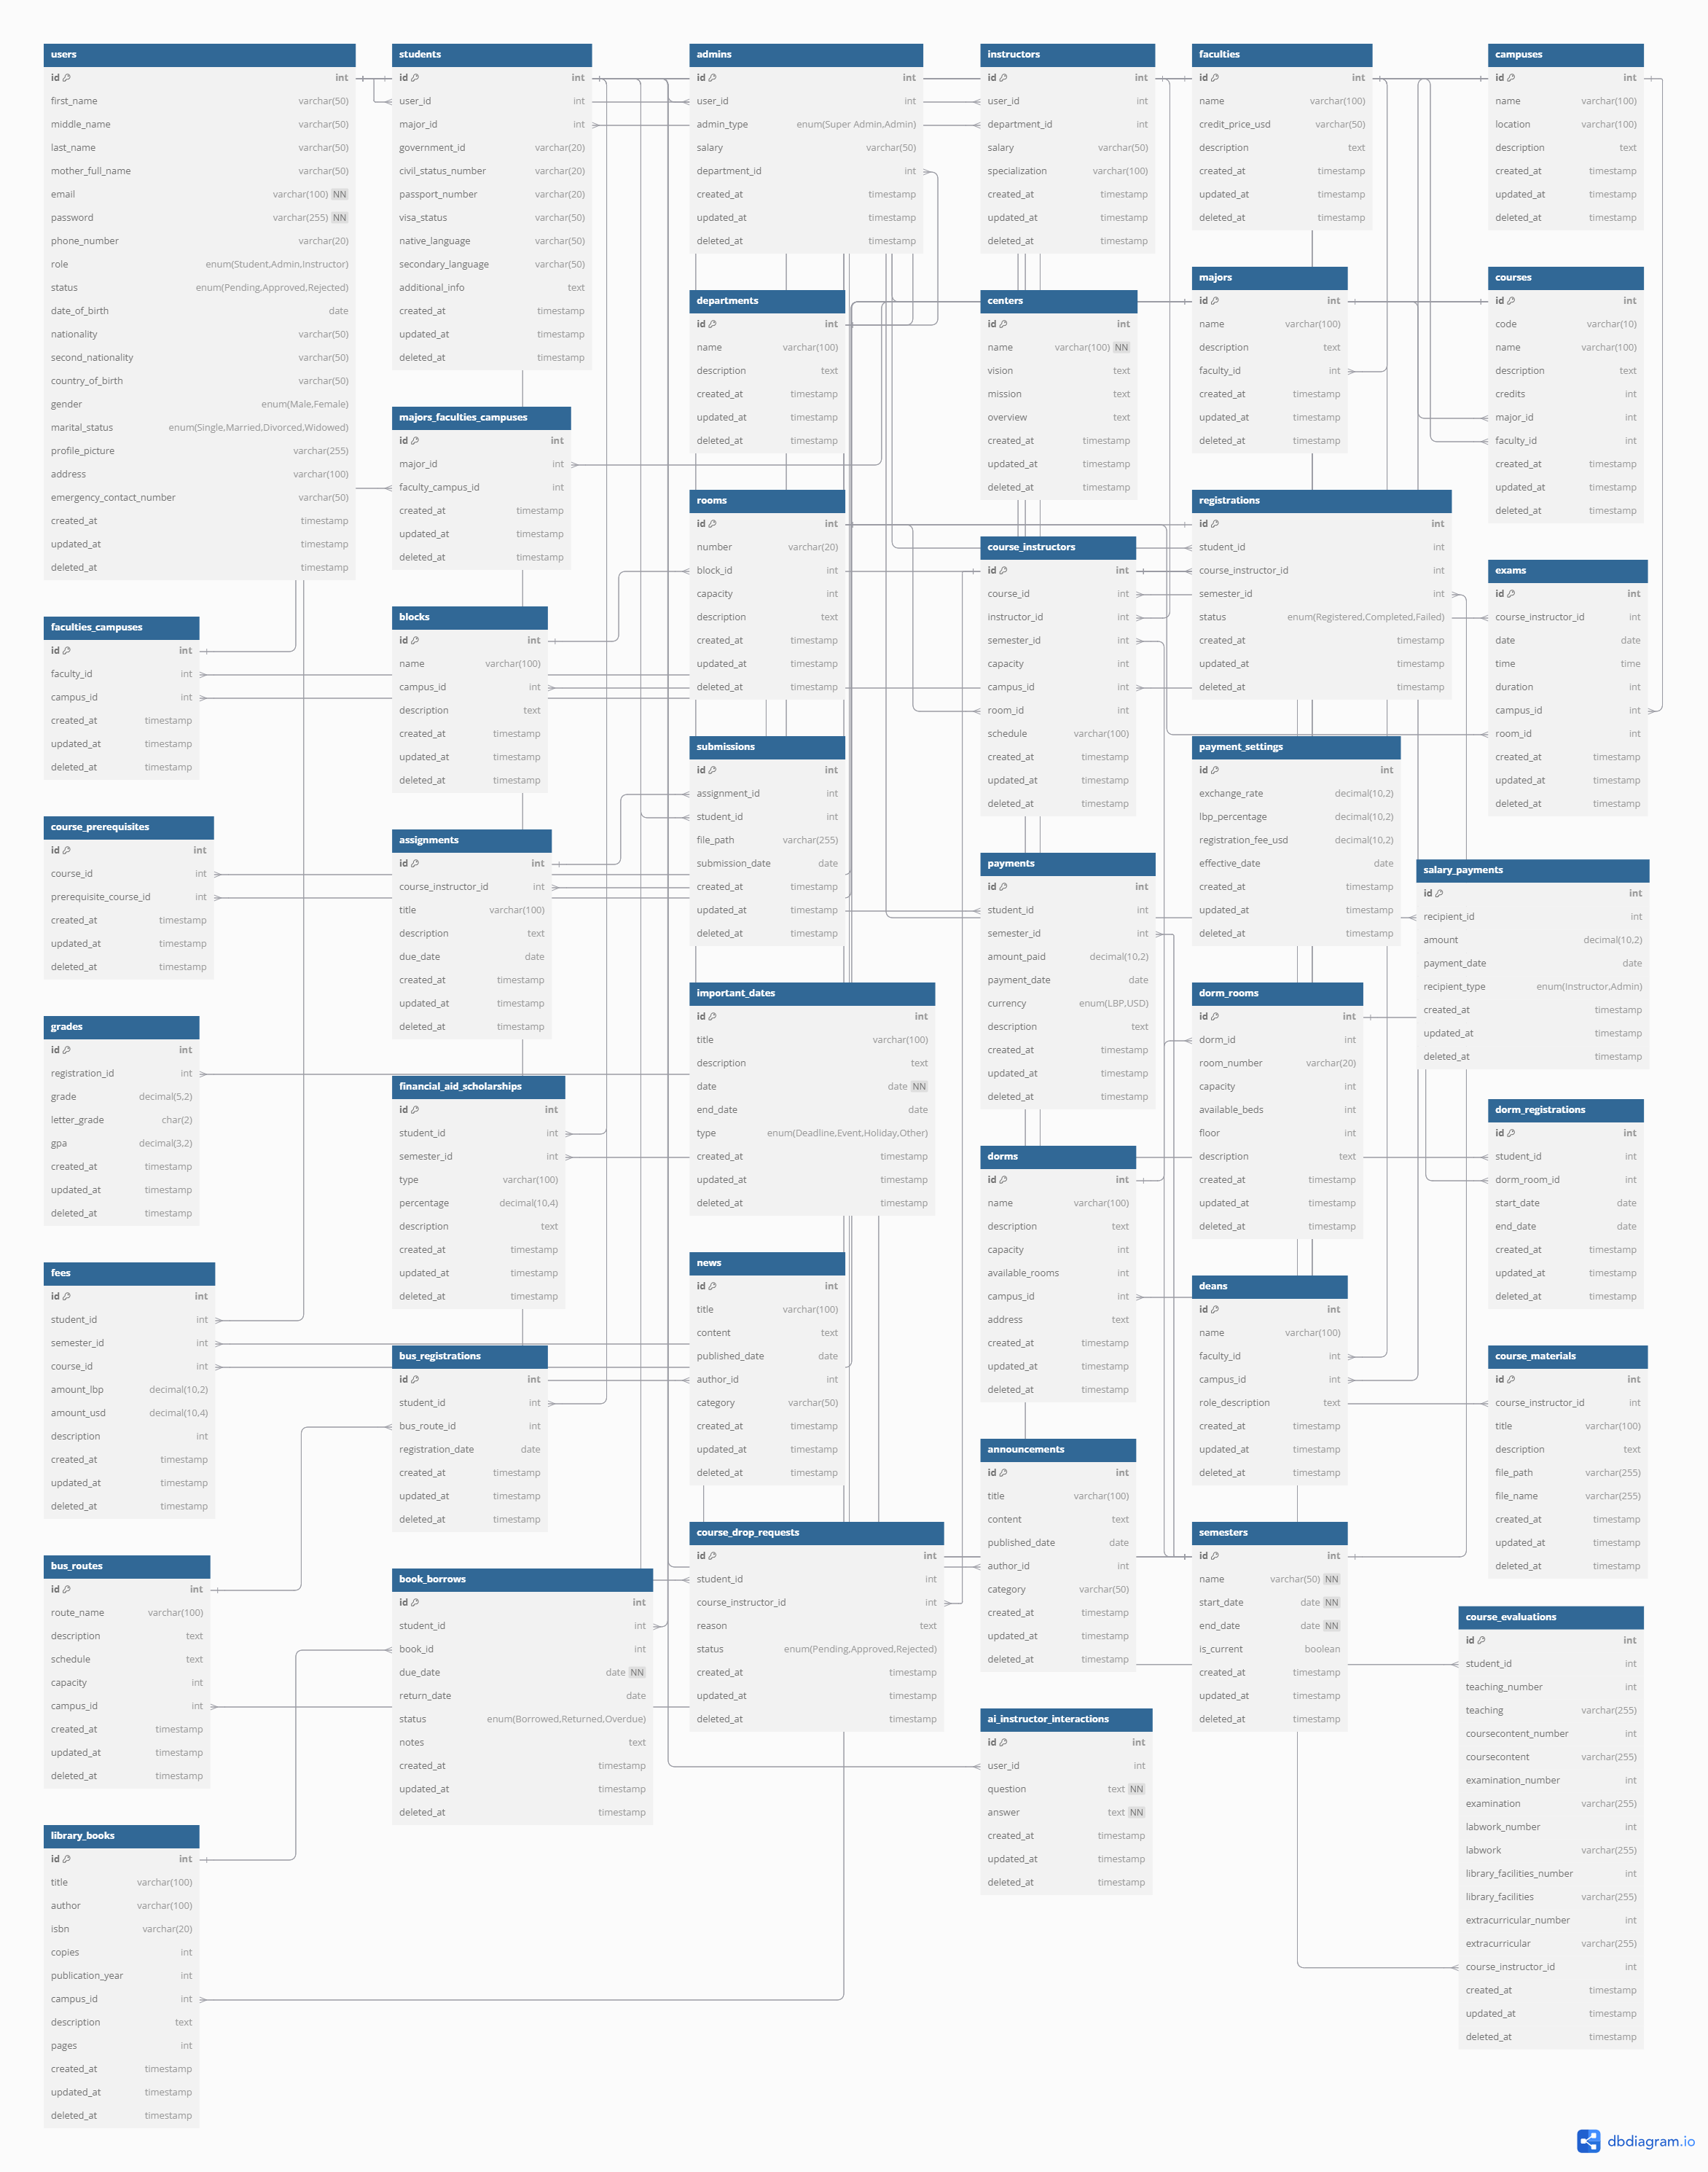 users
id int
first_name varchar(50)
middle_name varchar(50)
last_name varchar(50)
mother_full_name varchar(50)
email varchar(100) NN
password varchar(255) NN
phone_number varchar(20)
role enum(Student,Admin,Instructor)
status enum(Pending,Approved,Rejected)
date_of_birth date
nationality varchar(50)
second_nationality varchar(50)
country_of_birth varchar(50)
gender enum(Male,Female)
marital_status enum(Single,Married,Divorced,Widowed)
profile_picture varchar(255)
address varchar(100)
emergency_contact_number varchar(50)
created_at timestamp
updated_at timestamp
deleted_at timestamp
faculties_campuses
id int
faculty_id int
campus_id int
created_at timestamp
updated_at timestamp
deleted_at timestamp
course_prerequisites
id int
course_id int
prerequisite_course_id int
created_at timestamp
updated_at timestamp
deleted_at timestamp
grades
id int
registration_id int
grade decimal(5,2)
letter_grade char(2)
gpa decimal(3,2)
created_at timestamp
updated_at timestamp
deleted_at timestamp
fees
id int
student_id int
semester_id int
course_id int
amount_lbp decimal(10,2)
amount_usd decimal(10,4)
description int
created_at timestamp
updated_at timestamp
deleted_at timestamp
bus_routes
id int
route_name varchar(100)
description text
schedule text
capacity int
campus_id int
created_at timestamp
updated_at timestamp
deleted_at timestamp
library_books
id int
title varchar(100)
author varchar(100)
isbn varchar(20)
copies int
publication_year int
campus_id int
description text
pages int
created_at timestamp
updated_at timestamp
deleted_at timestamp
students
id int
user_id int
major_id int
government_id varchar(20)
civil_status_number varchar(20)
passport_number varchar(20)
visa_status varchar(50)
native_language varchar(50)
secondary_language varchar(50)
additional_info text
created_at timestamp
updated_at timestamp
deleted_at timestamp
majors_faculties_campuses
id int
major_id int
faculty_campus_id int
created_at timestamp
updated_at timestamp
deleted_at timestamp
blocks
id int
name varchar(100)
campus_id int
description text
created_at timestamp
updated_at timestamp
deleted_at timestamp
assignments
id int
course_instructor_id int
title varchar(100)
description text
due_date date
created_at timestamp
updated_at timestamp
deleted_at timestamp
financial_aid_scholarships
id int
student_id int
semester_id int
type varchar(100)
percentage decimal(10,4)
description text
created_at timestamp
updated_at timestamp
deleted_at timestamp
bus_registrations
id int
student_id int
bus_route_id int
registration_date date
created_at timestamp
updated_at timestamp
deleted_at timestamp
book_borrows
id int
student_id int
book_id int
due_date date NN
return_date date
status enum(Borrowed,Returned,Overdue)
notes text
created_at timestamp
updated_at timestamp
deleted_at timestamp
admins
id int
user_id int
admin_type enum(Super Admin,Admin)
salary varchar(50)
department_id int
created_at timestamp
updated_at timestamp
deleted_at timestamp
departments
id int
name varchar(100)
description text
created_at timestamp
updated_at timestamp
deleted_at timestamp
rooms
id int
number varchar(20)
block_id int
capacity int
description text
created_at timestamp
updated_at timestamp
deleted_at timestamp
submissions
id int
assignment_id int
student_id int
file_path varchar(255)
submission_date date
created_at timestamp
updated_at timestamp
deleted_at timestamp
important_dates
id int
title varchar(100)
description text
date date NN
end_date date
type enum(Deadline,Event,Holiday,Other)
created_at timestamp
updated_at timestamp
deleted_at timestamp
news
id int
title varchar(100)
content text
published_date date
author_id int
category varchar(50)
created_at timestamp
updated_at timestamp
deleted_at timestamp
course_drop_requests
id int
student_id int
course_instructor_id int
reason text
status enum(Pending,Approved,Rejected)
created_at timestamp
updated_at timestamp
deleted_at timestamp
instructors
id int
user_id int
department_id int
salary varchar(50)
specialization varchar(100)
created_at timestamp
updated_at timestamp
deleted_at timestamp
centers
id int
name varchar(100) NN
vision text
mission text
overview text
created_at timestamp
updated_at timestamp
deleted_at timestamp
course_instructors
id int
course_id int
instructor_id int
semester_id int
capacity int
campus_id int
room_id int
schedule varchar(100)
created_at timestamp
updated_at timestamp
deleted_at timestamp
payments
id int
student_id int
semester_id int
amount_paid decimal(10,2)
payment_date date
currency enum(LBP,USD)
description text
created_at timestamp
updated_at timestamp
deleted_at timestamp
dorms
id int
name varchar(100)
description text
capacity int
available_rooms int
campus_id int
address text
created_at timestamp
updated_at timestamp
deleted_at timestamp
announcements
id int
title varchar(100)
content text
published_date date
author_id int
category varchar(50)
created_at timestamp
updated_at timestamp
deleted_at timestamp
ai_instructor_interactions
id int
user_id int
question text NN
answer text NN
created_at timestamp
updated_at timestamp
deleted_at timestamp
faculties
id int
name varchar(100)
credit_price_usd varchar(50)
description text
created_at timestamp
updated_at timestamp
deleted_at timestamp
majors
id int
name varchar(100)
description text
faculty_id int
created_at timestamp
updated_at timestamp
deleted_at timestamp
registrations
id int
student_id int
course_instructor_id int
semester_id int
status enum(Registered,Completed,Failed)
created_at timestamp
updated_at timestamp
deleted_at timestamp
payment_settings
id int
exchange_rate decimal(10,2)
lbp_percentage decimal(10,2)
registration_fee_usd decimal(10,2)
effective_date date
created_at timestamp
updated_at timestamp
deleted_at timestamp
dorm_rooms
id int
dorm_id int
room_number varchar(20)
capacity int
available_beds int
floor int
description text
created_at timestamp
updated_at timestamp
deleted_at timestamp
deans
id int
name varchar(100)
faculty_id int
campus_id int
role_description text
created_at timestamp
updated_at timestamp
deleted_at timestamp
semesters
id int
name varchar(50) NN
start_date date NN
end_date date NN
is_current boolean
created_at timestamp
updated_at timestamp
deleted_at timestamp
campuses
id int
name varchar(100)
location varchar(100)
description text
created_at timestamp
updated_at timestamp
deleted_at timestamp
courses
id int
code varchar(10)
name varchar(100)
description text
credits int
major_id int
faculty_id int
created_at timestamp
updated_at timestamp
deleted_at timestamp
exams
id int
course_instructor_id int
date date
time time
duration int
campus_id int
room_id int
created_at timestamp
updated_at timestamp
deleted_at timestamp
salary_payments
id int
recipient_id int
amount decimal(10,2)
payment_date date
recipient_type enum(Instructor,Admin)
created_at timestamp
updated_at timestamp
deleted_at timestamp
dorm_registrations
id int
student_id int
dorm_room_id int
start_date date
end_date date
created_at timestamp
updated_at timestamp
deleted_at timestamp
course_materials
id int
course_instructor_id int
title varchar(100)
description text
file_path varchar(255)
file_name varchar(255)
created_at timestamp
updated_at timestamp
deleted_at timestamp
course_evaluations
id int
student_id int
teaching_number int
teaching varchar(255)
coursecontent_number int
coursecontent varchar(255)
examination_number int
examination varchar(255)
labwork_number int
labwork varchar(255)
library_facilities_number int
library_facilities varchar(255)
extracurricular_number int
extracurricular varchar(255)
course_instructor_id int
created_at timestamp
updated_at timestamp
deleted_at timestamp
dbdiagram.io